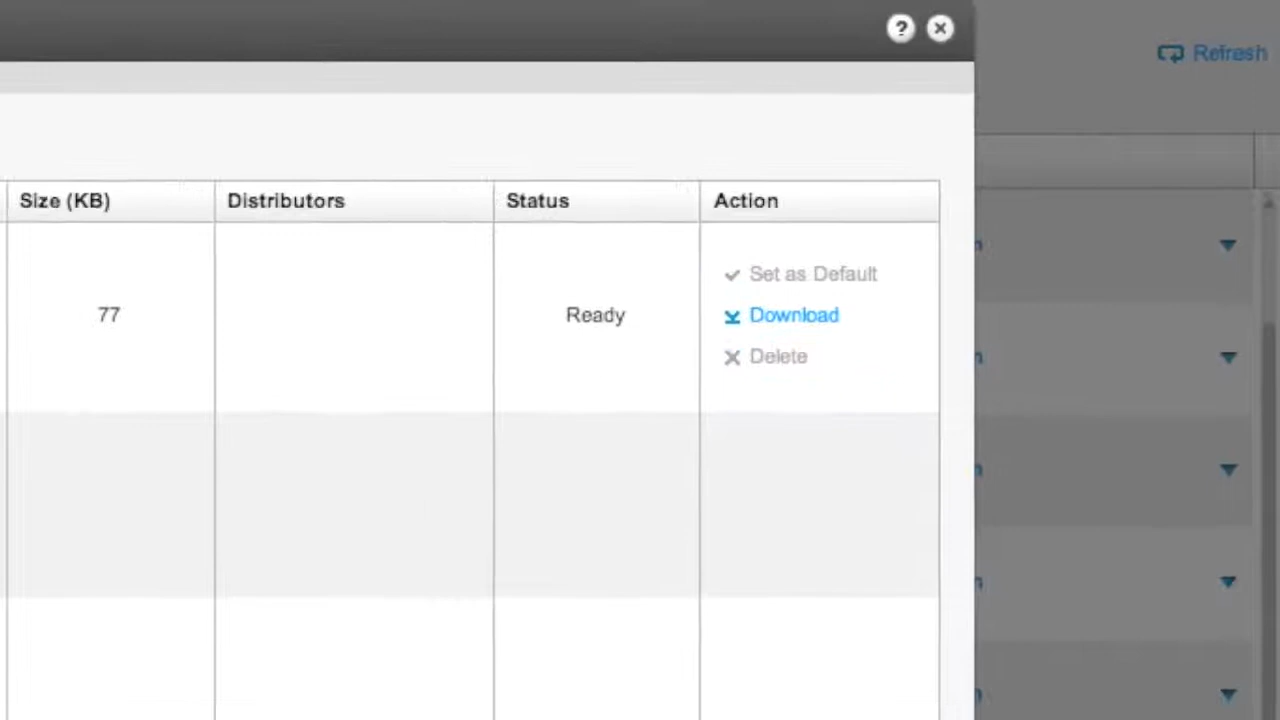 ?
Refresh
Size (KB) Distributors Status Action
Set as Default
77 Ready Download
Delete